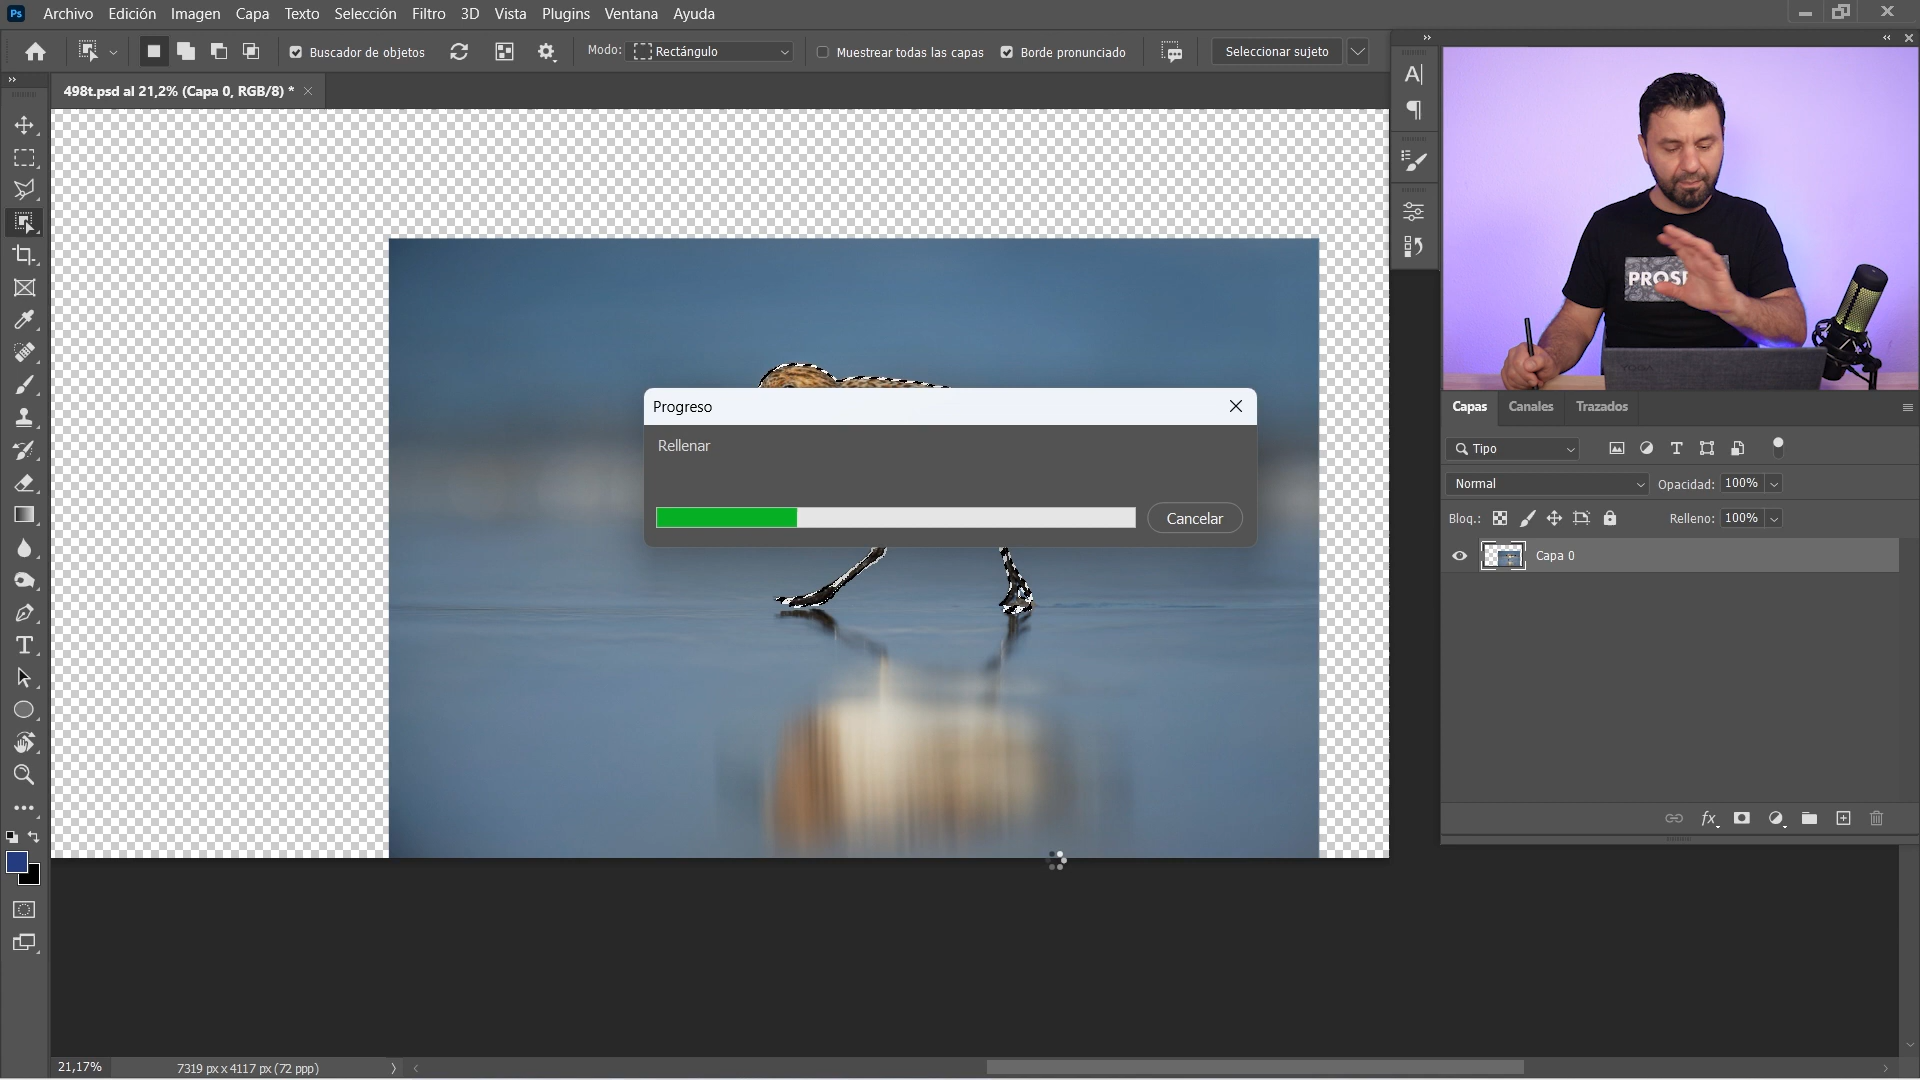 Ps Archivo Edición Imagen Capa Texto Selección Filtro 3D Vista Plugins Ventana Ayuda
Buscador de objetos Modo: Rectángulo Muestrear todas las capas Borde pronunciado Seleccionar sujeto
498t.psd al 21,2% (Capa 0, RGB/8) *
Progreso
Rellenar
Cancelar
Capas Canales Trazados
Tipo
Normal Opacidad: 100%
Bloq.: Relleno: 100%
Capa 0
21,17% 7319 px x 4117 px (72 ppp)